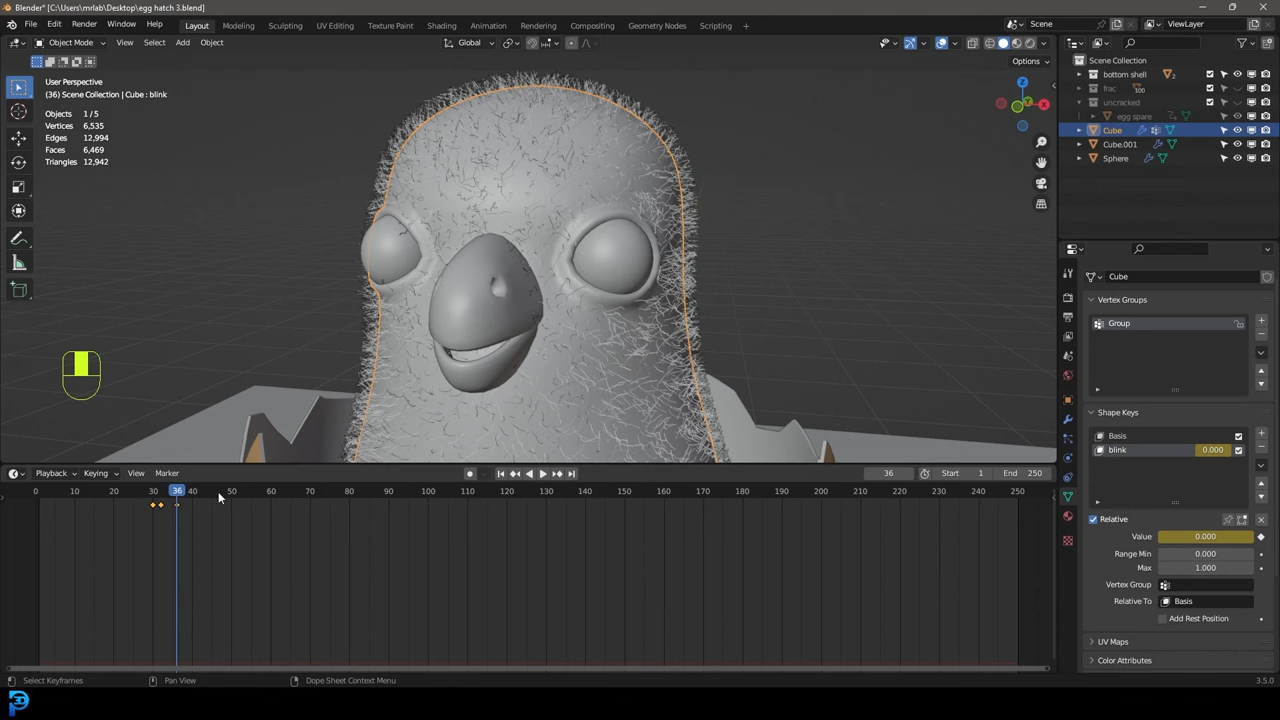 Blender* [C:\Users\mrlab\Desktop\egg hatch 3.blend]
File Edit Render Window Help Layout Modeling Sculpting UV Editing Texture Paint Shading Animation Rendering Compositing Geometry Nodes Scripting + Scene ViewLayer
Object Mode View Select Add Object Global
Options
User Perspective
(36) Scene Collection | Cube : blink
Objects 1/5
Vertices 6,535
Edges 12,994
Faces 6,469
Triangles 12,942
Z
X
Y
Scene Collection
bottom shell 2
frac 100
uncracked
egg spare
Cube
Cube.001
Sphere
Cube
Vertex Groups
Group
Shape Keys
Basis
blink 0.000
Relative
Value 0.000
Range Min 0.000
Max 1.000
Vertex Group
Relative To Basis
Add Rest Position
UV Maps
Color Attributes
Playback Keying View Marker 36 Start 1 End 250
0 10 20 30 36 40 50 60 70 80 90 100 110 120 130 140 150 160 170 180 190 200 210 220 230 240 250
Select Keyframes Pan View Dope Sheet Context Menu 3.5.0